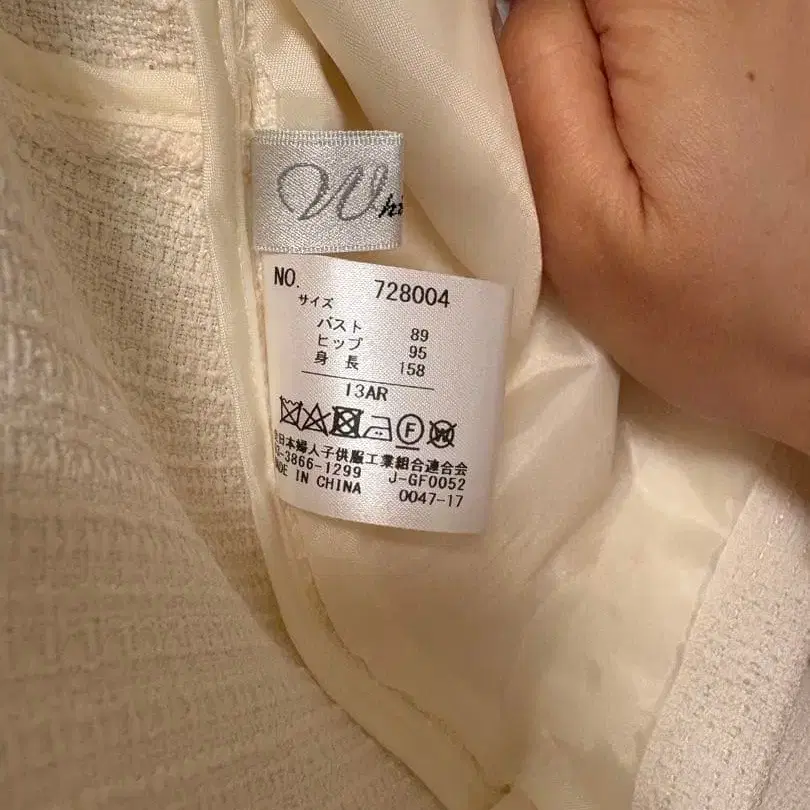 NO. 728004
サイズ
バスト 89
ヒップ 95
身長 158
13AR
F W
日本婦人子供服工業組合連合会
3-3866-1299 J-GF0052
DE IN CHINA 0047-17